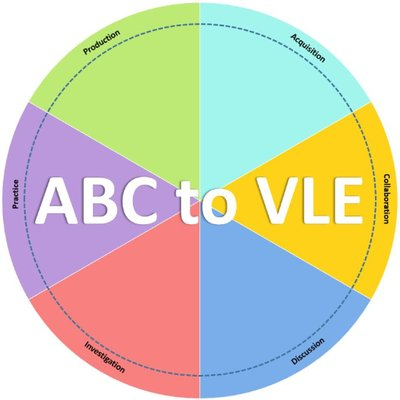 Production
Acquisition
Practice
ABC to VLE
Collaboration
Investigation
Discussion